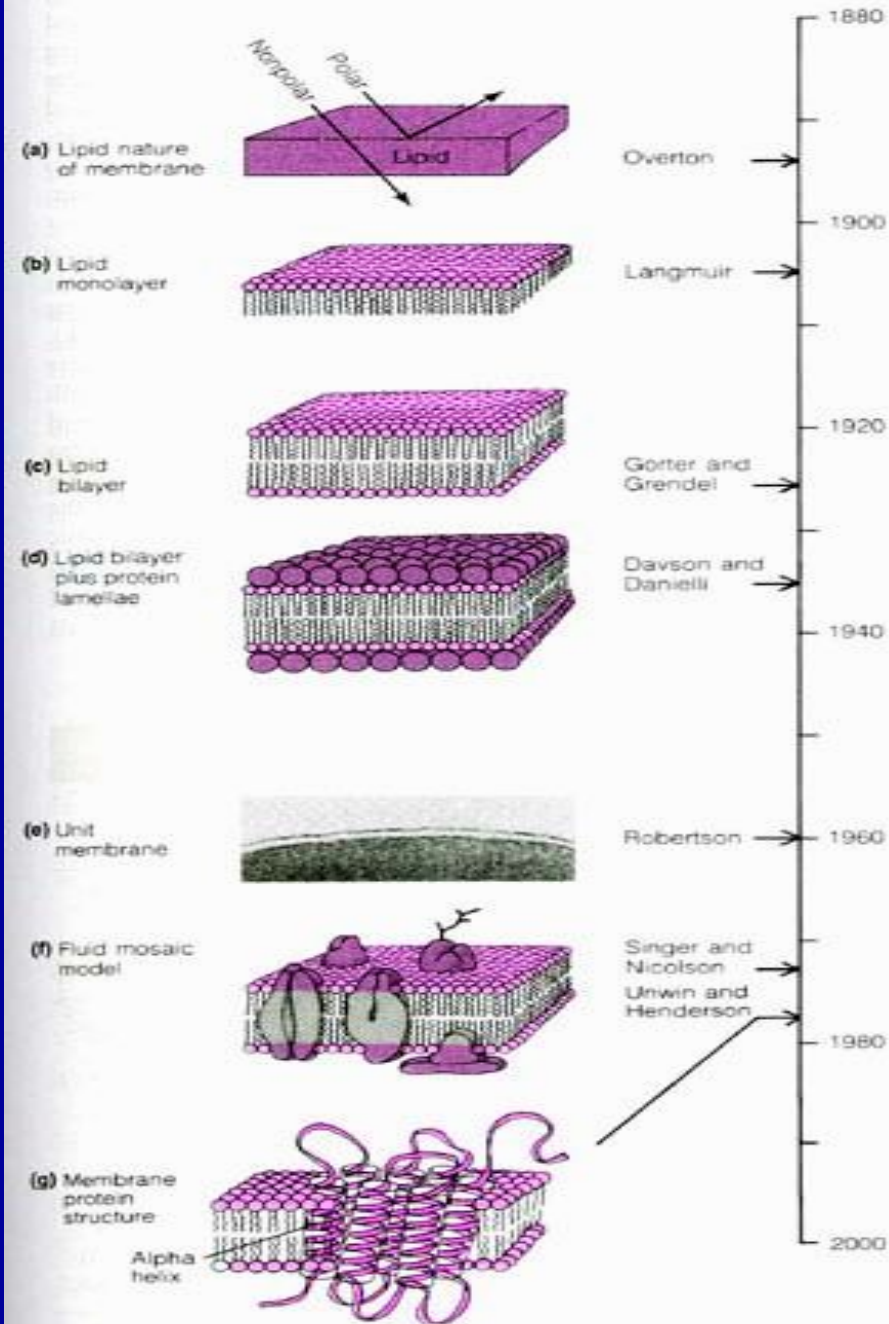 1880
Nonpolar
Polar
(a) Lipid nature
of membrane
Lipid
Overton
1900
(b) Lipid
monolayer
Langmuir
1920
(c) Lipid
bilayer
Gorter and
Grendel
(d) Lipid bilayer
plus protein
lamellae
Davson and
Danielli
1940
(e) Unit
membrane
Robertson
1960
(f) Fluid mosaic
model
Singer and
Nicolson
Unwin and
Henderson
1980
(g) Membrane
protein
structure
Alpha
helix
2000